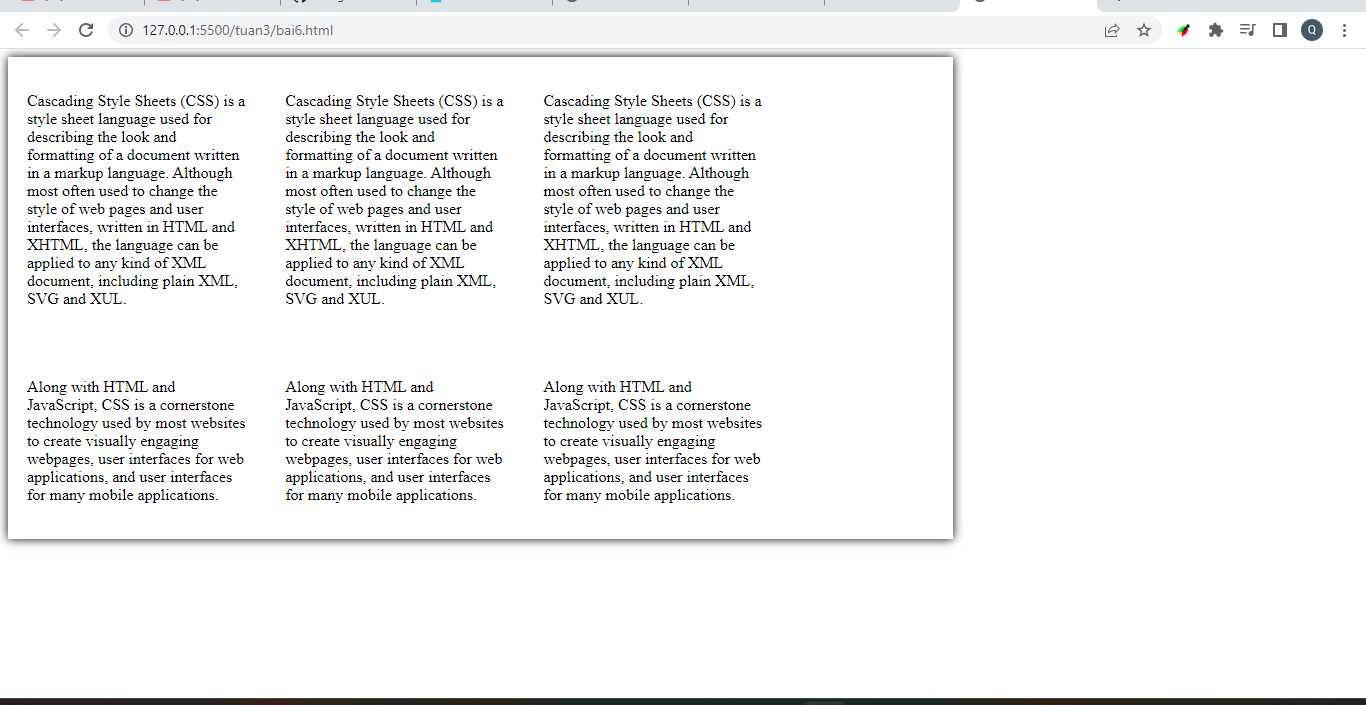 127.0.0.1:5500/tuan3/bai6.html
Q
Cascading Style Sheets (CSS) is a
style sheet language used for
describing the look and
formatting of a document written
in a markup language. Although
most often used to change the
style of web pages and user
interfaces, written in HTML and
XHTML, the language can be
applied to any kind of XML
document, including plain XML,
SVG and XUL.
Cascading Style Sheets (CSS) is a
style sheet language used for
describing the look and
formatting of a document written
in a markup language. Although
most often used to change the
style of web pages and user
interfaces, written in HTML and
XHTML, the language can be
applied to any kind of XML
document, including plain XML,
SVG and XUL.
Cascading Style Sheets (CSS) is a
style sheet language used for
describing the look and
formatting of a document written
in a markup language. Although
most often used to change the
style of web pages and user
interfaces, written in HTML and
XHTML, the language can be
applied to any kind of XML
document, including plain XML,
SVG and XUL.
Along with HTML and
JavaScript, CSS is a cornerstone
technology used by most websites
to create visually engaging
webpages, user interfaces for web
applications, and user interfaces
for many mobile applications.
Along with HTML and
JavaScript, CSS is a cornerstone
technology used by most websites
to create visually engaging
webpages, user interfaces for web
applications, and user interfaces
for many mobile applications.
Along with HTML and
JavaScript, CSS is a cornerstone
technology used by most websites
to create visually engaging
webpages, user interfaces for web
applications, and user interfaces
for many mobile applications.